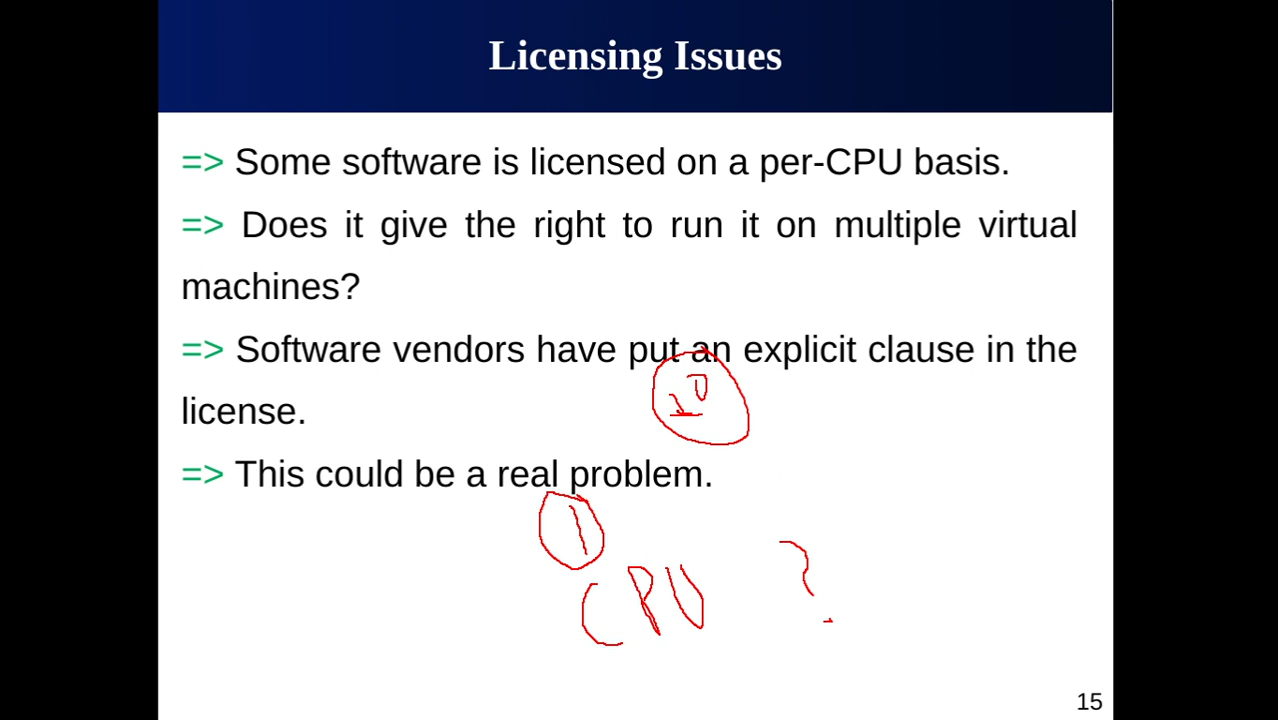 Licensing Issues
=> Some software is licensed on a per-CPU basis.
=> Does it give the right to run it on multiple virtual
machines?
=> Software vendors have put an explicit clause in the
license.
20
=> This could be a real problem.
1
CPU ?
15